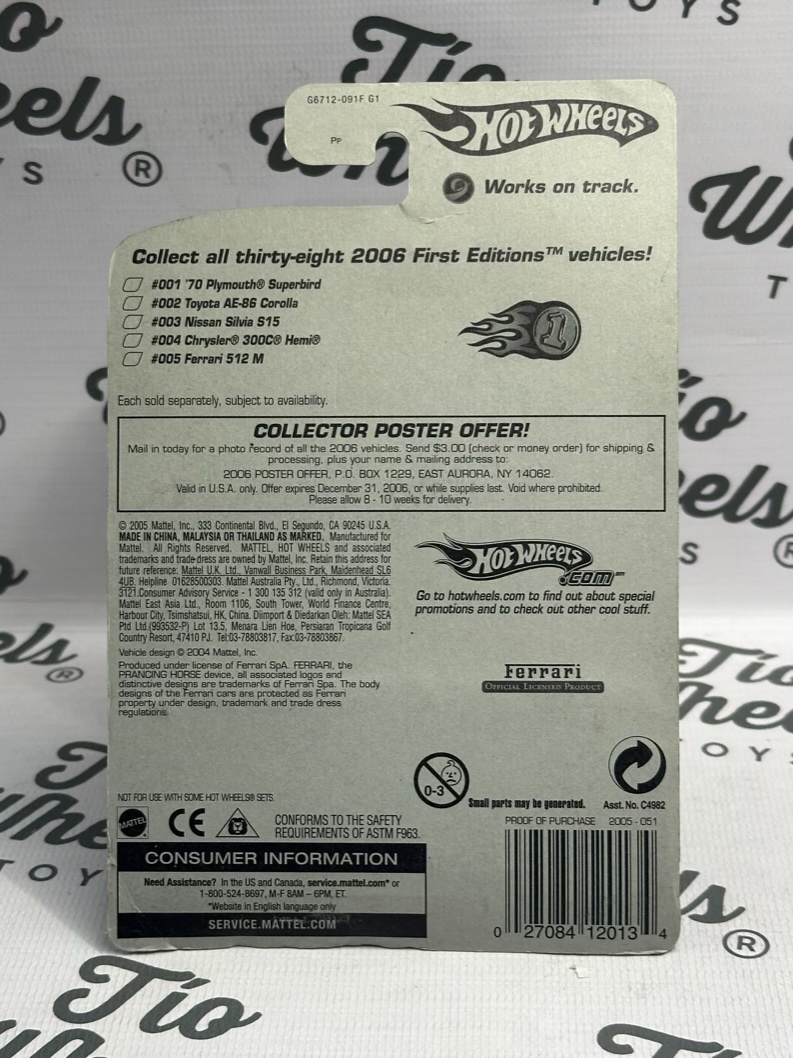 G6712-091F G1
PP
HOT WHEELS
Works on track.
Collect all thirty-eight 2006 First Editions™ vehicles!
#001 '70 Plymouth® Superbird
#002 Toyota AE-86 Corolla
#003 Nissan Silvia S15
#004 Chrysler® 300C® Hemi®
#005 Ferrari 512 M
1
Each sold separately, subject to availability.
COLLECTOR POSTER OFFER!
Mail in today for a photo record of all the 2006 vehicles. Send $3.00 (check or money order) for shipping &
processing, plus your name & mailing address to:
2006 POSTER OFFER, P.O. BOX 1229, EAST AURORA, NY 14062.
Valid in U.S.A. only. Offer expires December 31, 2006, or while supplies last. Void where prohibited.
Please allow 8 - 10 weeks for delivery.
© 2005 Mattel, Inc., 333 Continental Blvd., El Segundo, CA 90245 U.S.A.
MADE IN CHINA, MALAYSIA OR THAILAND AS MARKED. Manufactured for
Mattel. All Rights Reserved. MATTEL, HOT WHEELS and associated
trademarks and trade dress are owned by Mattel, Inc. Retain this address for
future reference: Mattel U.K. Ltd., Vanwall Business Park, Maidenhead SL6
4UB. Helpline 01628500303. Mattel Australia Pty., Ltd., Richmond, Victoria.
3121.Consumer Advisory Service - 1 300 135 312 (valid only in Australia).
Mattel East Asia Ltd., Room 1106, South Tower, World Finance Centre,
Harbour City, Tsimshatsui, HK, China. Diimport & Diedarkan Oleh: Mattel SEA
Ptd Ltd.(993532-P) Lot 13.5, Menara Lien Hoe, Persiaran Tropicana Golf
Country Resort, 47410 PJ. Tel:03-78803817, Fax:03-78803867.
HOT WHEELS
.COM℠
Go to hotwheels.com to find out about special
promotions and to check out other cool stuff.
Vehicle design © 2004 Mattel, Inc.
Produced under license of Ferrari SpA. FERRARI, the
PRANCING HORSE device, all associated logos and
distinctive designs are trademarks of Ferrari Spa. The body
designs of the Ferrari cars are protected as Ferrari
property under design, trademark and trade dress
regulations.
Ferrari
OFFICIAL LICENSED PRODUCT
0-3
Small parts may be generated.
Asst. No. C4982
NOT FOR USE WITH SOME HOT WHEELS® SETS.
MATTEL
CE
CONFORMS TO THE SAFETY
REQUIREMENTS OF ASTM F963.
CONSUMER INFORMATION
Need Assistance? In the US and Canada, service.mattel.com* or
1-800-524-8697, M-F 8AM – 6PM, ET.
*Website in English language only
SERVICE.MATTEL.COM
PROOF OF PURCHASE 2005 - 051
0 27084 12013 4
Tio
Wheels
TOYS
®